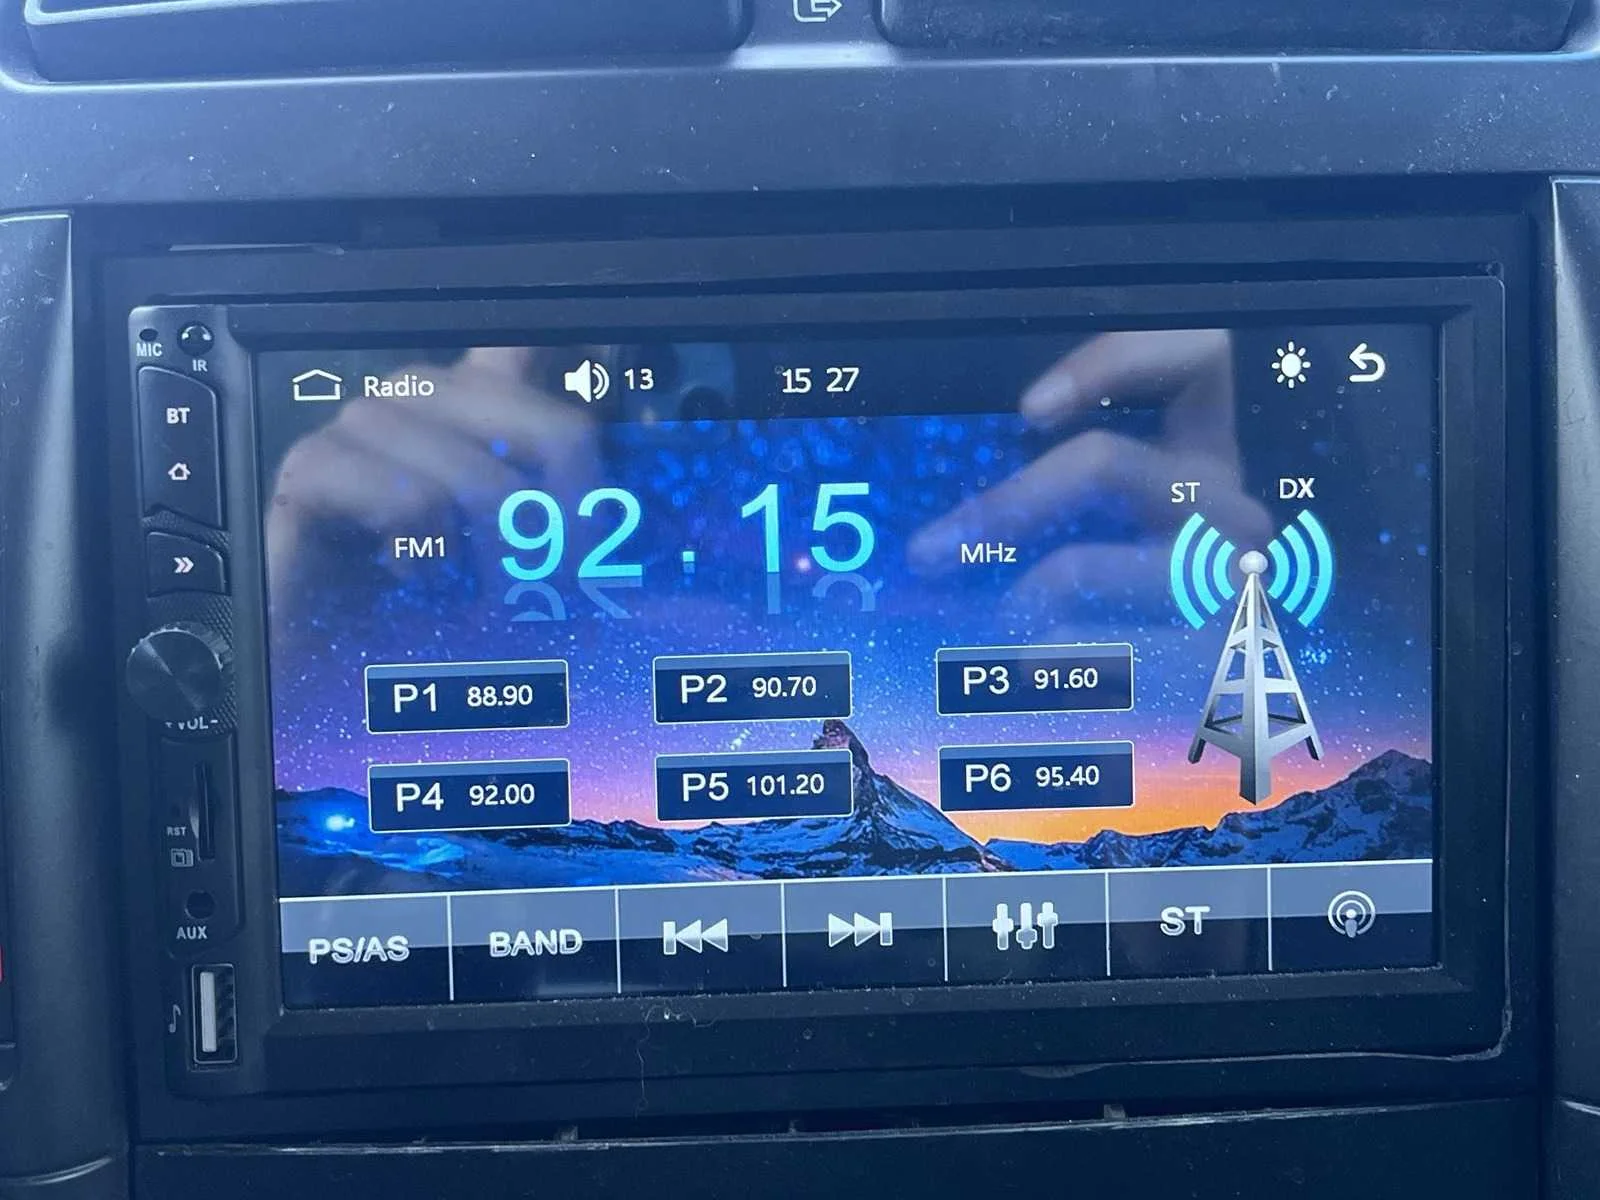 MIC
IR
BT
+VOL-
RST
AUX
Radio 13 15 27
ST DX
FM1 92.15 MHz
P1 88.90 P2 90.70 P3 91.60
P4 92.00 P5 101.20 P6 95.40
PS/AS BAND ST